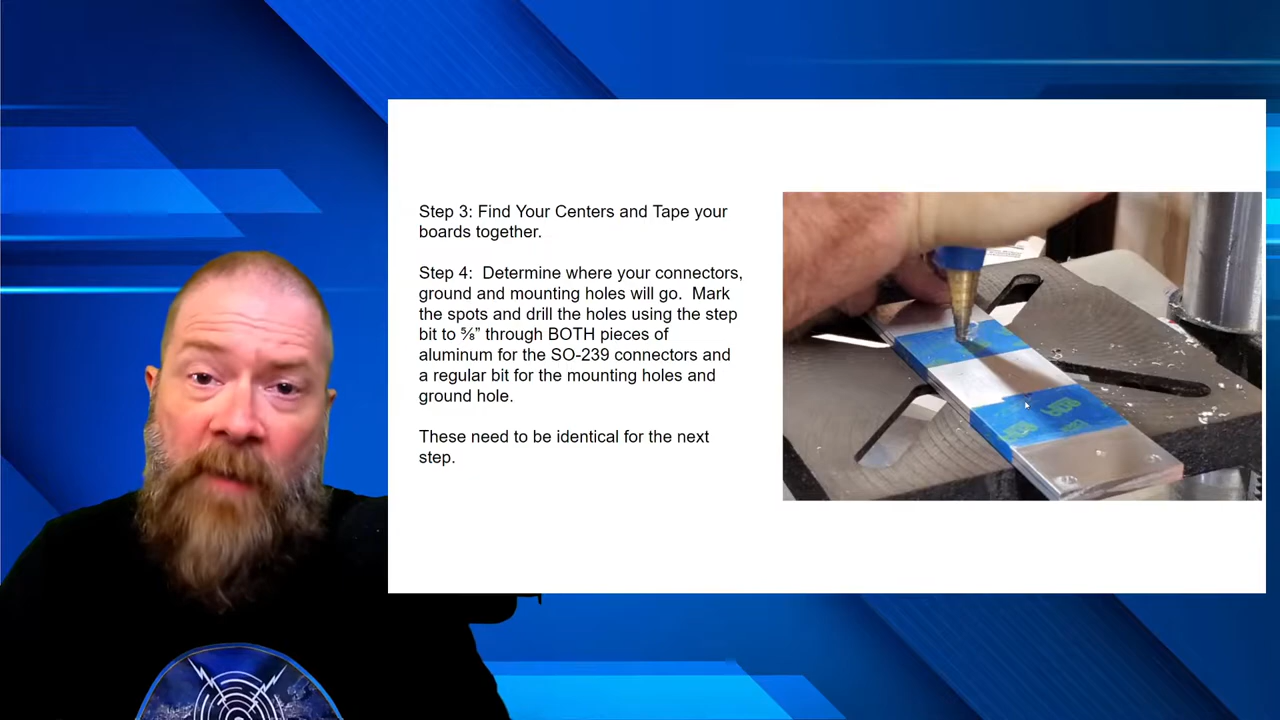 Step 3: Find Your Centers and Tape your
boards together.
Step 4:  Determine where your connectors,
ground and mounting holes will go.  Mark
the spots and drill the holes using the step
bit to ⅝” through BOTH pieces of
aluminum for the SO-239 connectors and
a regular bit for the mounting holes and
ground hole.
These need to be identical for the next
step.